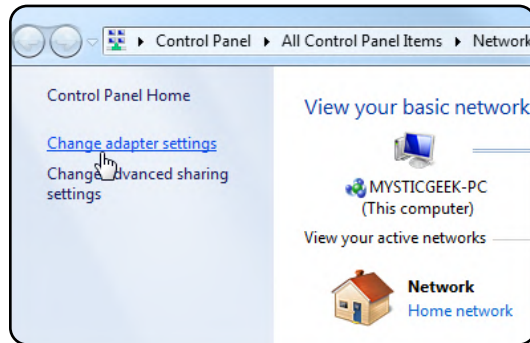 Control Panel ▸ All Control Panel Items ▸ Network
Control Panel Home
Change adapter settings
Change advanced sharing
settings
View your basic network
MYSTICGEEK-PC
(This computer)
View your active networks
Network
Home network